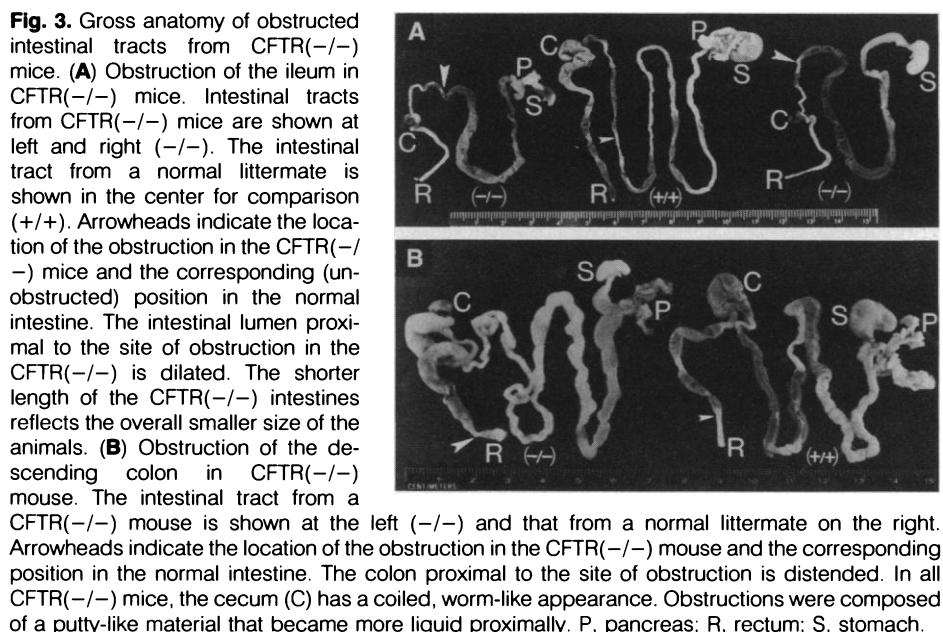 Fig. 3. Gross anatomy of obstructed
intestinal tracts from CFTR(−/−)
mice. (A) Obstruction of the ileum in
CFTR(−/−) mice. Intestinal tracts
from CFTR(−/−) mice are shown at
left and right (−/−). The intestinal
tract from a normal littermate is
shown in the center for comparison
(+/+). Arrowheads indicate the loca-
tion of the obstruction in the CFTR(−/
−) mice and the corresponding (un-
obstructed) position in the normal
intestine. The intestinal lumen proxi-
mal to the site of obstruction in the
CFTR(−/−) is dilated. The shorter
length of the CFTR(−/−) intestines
reflects the overall smaller size of the
animals. (B) Obstruction of the de-
scending colon in CFTR(−/−)
mouse. The intestinal tract from a
CFTR(−/−) mouse is shown at the left (−/−) and that from a normal littermate on the right.
Arrowheads indicate the location of the obstruction in the CFTR(−/−) mouse and the corresponding
position in the normal intestine. The colon proximal to the site of obstruction is distended. In all
CFTR(−/−) mice, the cecum (C) has a coiled, worm-like appearance. Obstructions were composed
of a putty-like material that became more liquid proximally. P, pancreas; R, rectum; S, stomach.
A
C P S R (−/−)
C P S R (+/+)
C S R (−/−)
B
C S P R (−/−)
C S P R (+/+)
CENTIMETERS